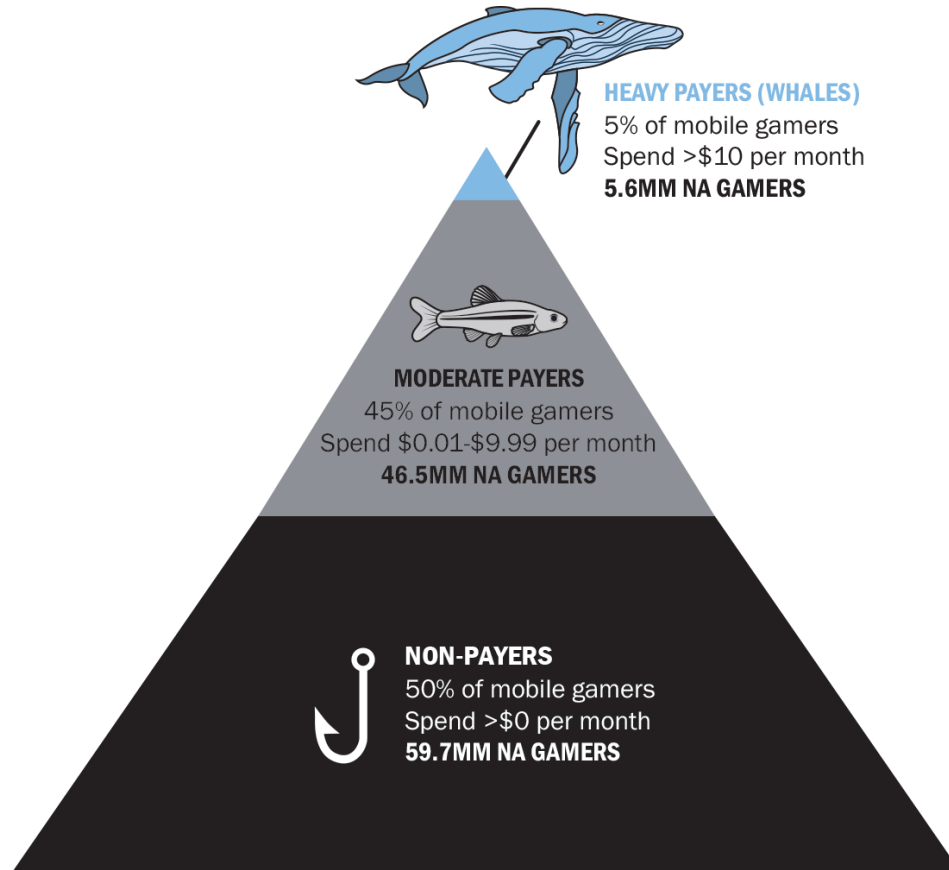 HEAVY PAYERS (WHALES)
5% of mobile gamers
Spend >$10 per month
5.6MM NA GAMERS
MODERATE PAYERS
45% of mobile gamers
Spend $0.01-$9.99 per month
46.5MM NA GAMERS
NON-PAYERS
50% of mobile gamers
Spend >$0 per month
59.7MM NA GAMERS